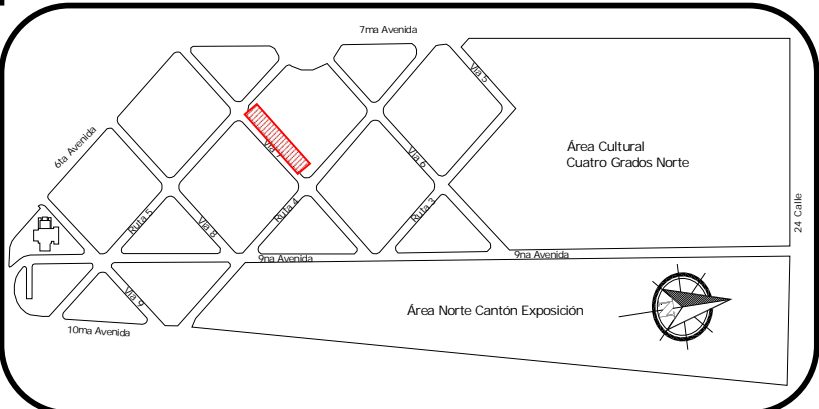 7ma Avenida
Vía 5
6ta Avenida
Área Cultural
Cuatro Grados Norte
Vía 7
Vía 6
24 Calle
Ruta 5
Vía 8
Ruta 4
Ruta 3
9na Avenida
9na Avenida
Vía 9
Área Norte Cantón Exposición
10ma Avenida
N